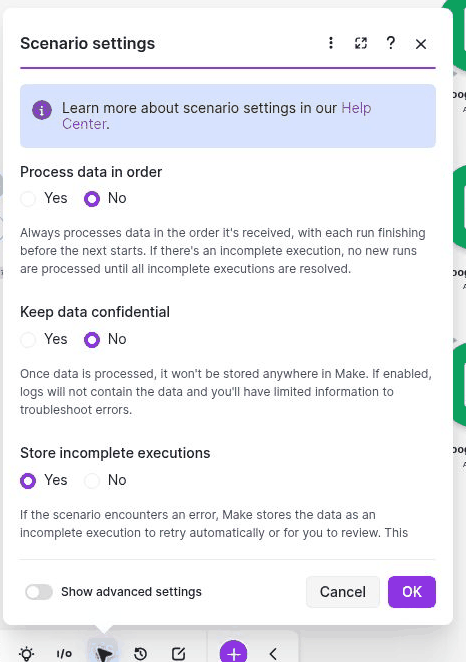 Scenario settings
?
Learn more about scenario settings in our Help
Center.
Process data in order
Yes No
Always processes data in the order it's received, with each run finishing
before the next starts. If there's an incomplete execution, no new runs
are processed until all incomplete executions are resolved.
Keep data confidential
Yes No
Once data is processed, it won't be stored anywhere in Make. If enabled,
logs will not contain the data and you'll have limited information to
troubleshoot errors.
Store incomplete executions
Yes No
If the scenario encounters an error, Make stores the data as an
incomplete execution to retry automatically or for you to review. This
Show advanced settings
Cancel
OK
I/o